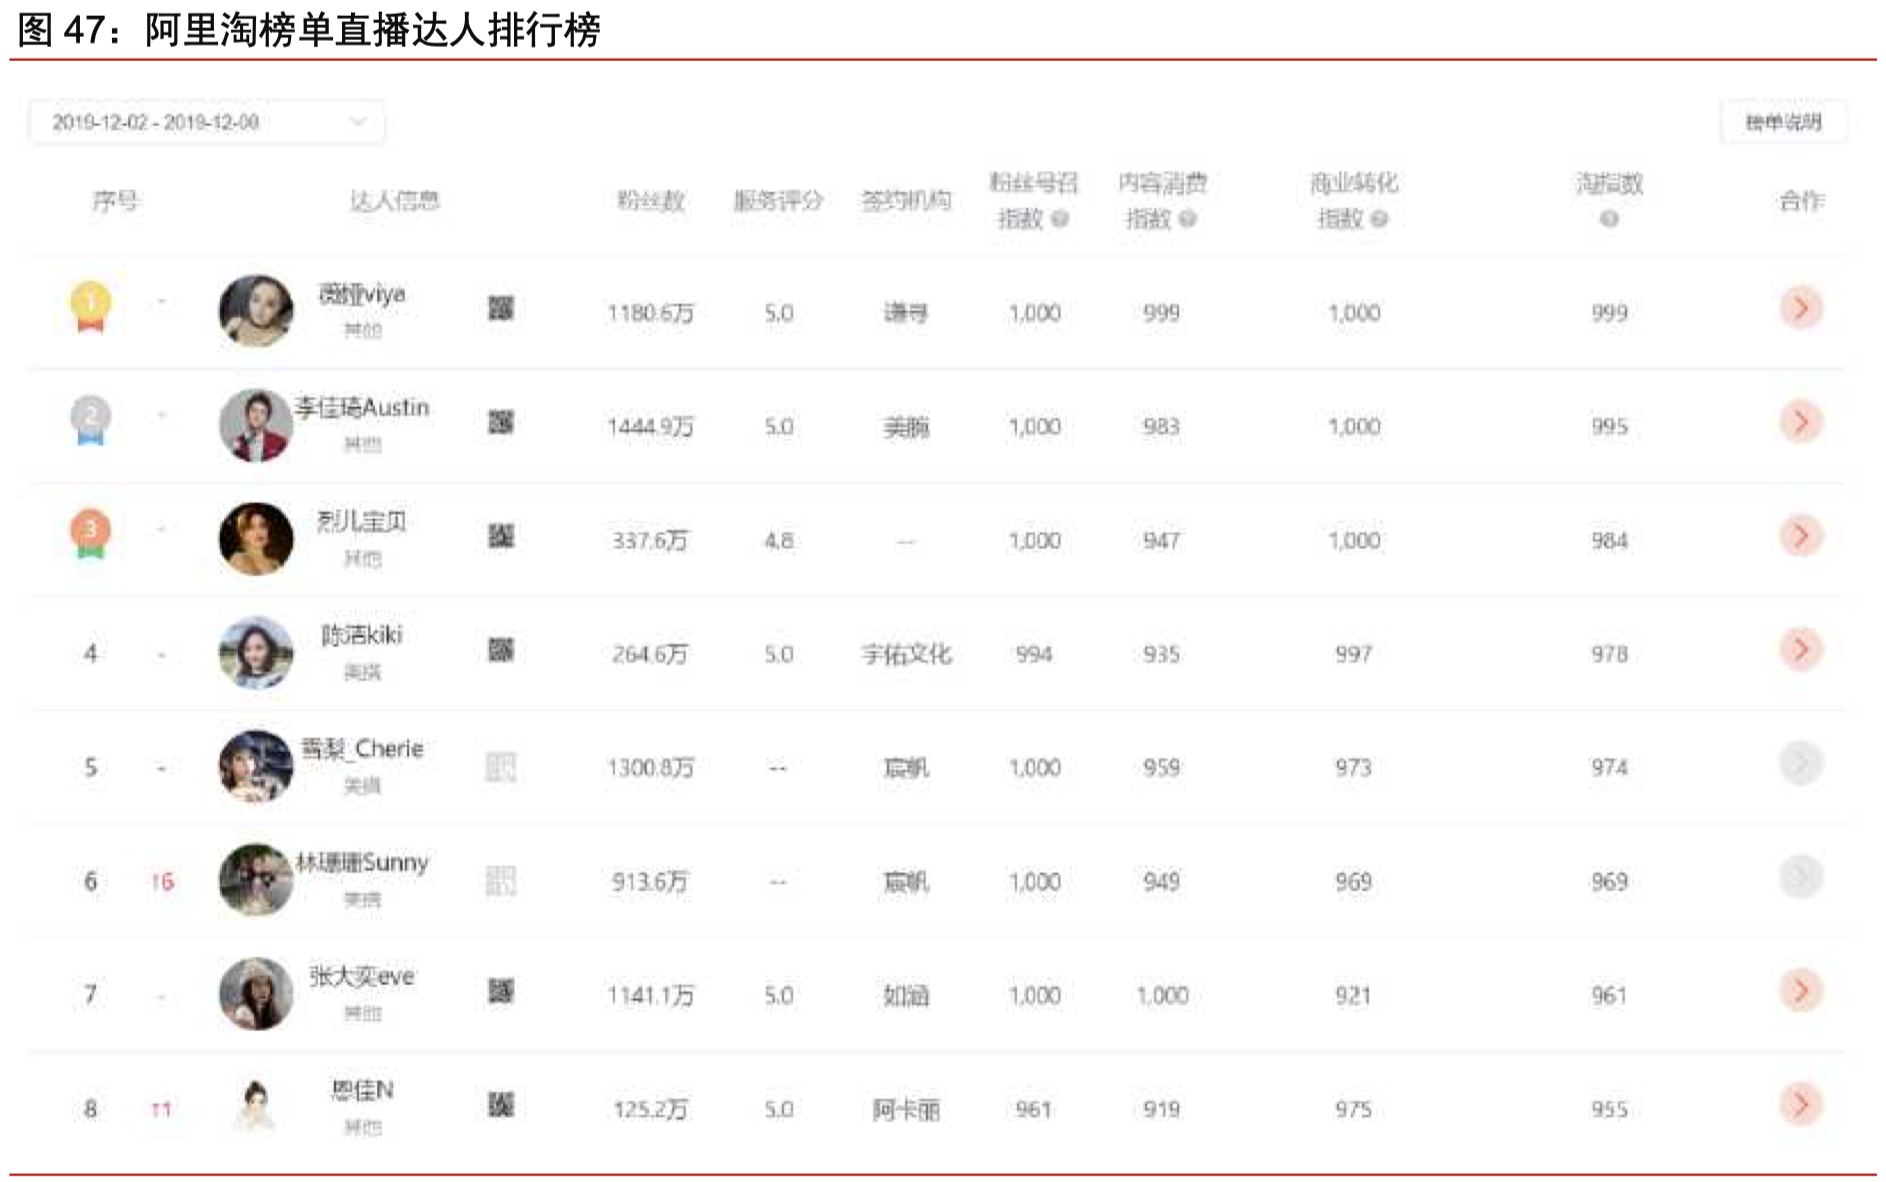 图 47：阿里淘榜单直播达人排行榜
2019-12-02 - 2019-12-08
榜单说明
序号 达人信息 粉丝数 服务评分 签约机构 粉丝号召指数 内容消费指数 商业转化指数 淘指数 合作
1 - 薇娅viya 1180.6万 5.0 谦寻 1,000 999 1,000 999
其他
2 - 李佳琦Austin 1444.9万 5.0 美腕 1,000 983 1,000 995
其他
3 - 烈儿宝贝 337.6万 4.8 -- 1,000 947 1,000 984
其他
4 - 陈洁kiki 264.6万 5.0 宇佑文化 994 935 997 978
美搭
5 - 雪梨_Cherie 1300.8万 -- 宸帆 1,000 959 973 974
美搭
6 ↑6 林珊珊Sunny 913.6万 -- 宸帆 1,000 949 969 969
美搭
7 - 张大奕eve 1141.1万 5.0 如涵 1,000 1,000 921 961
其他
8 ↑1 恩佳N 125.2万 5.0 阿卡丽 961 919 975 955
其他